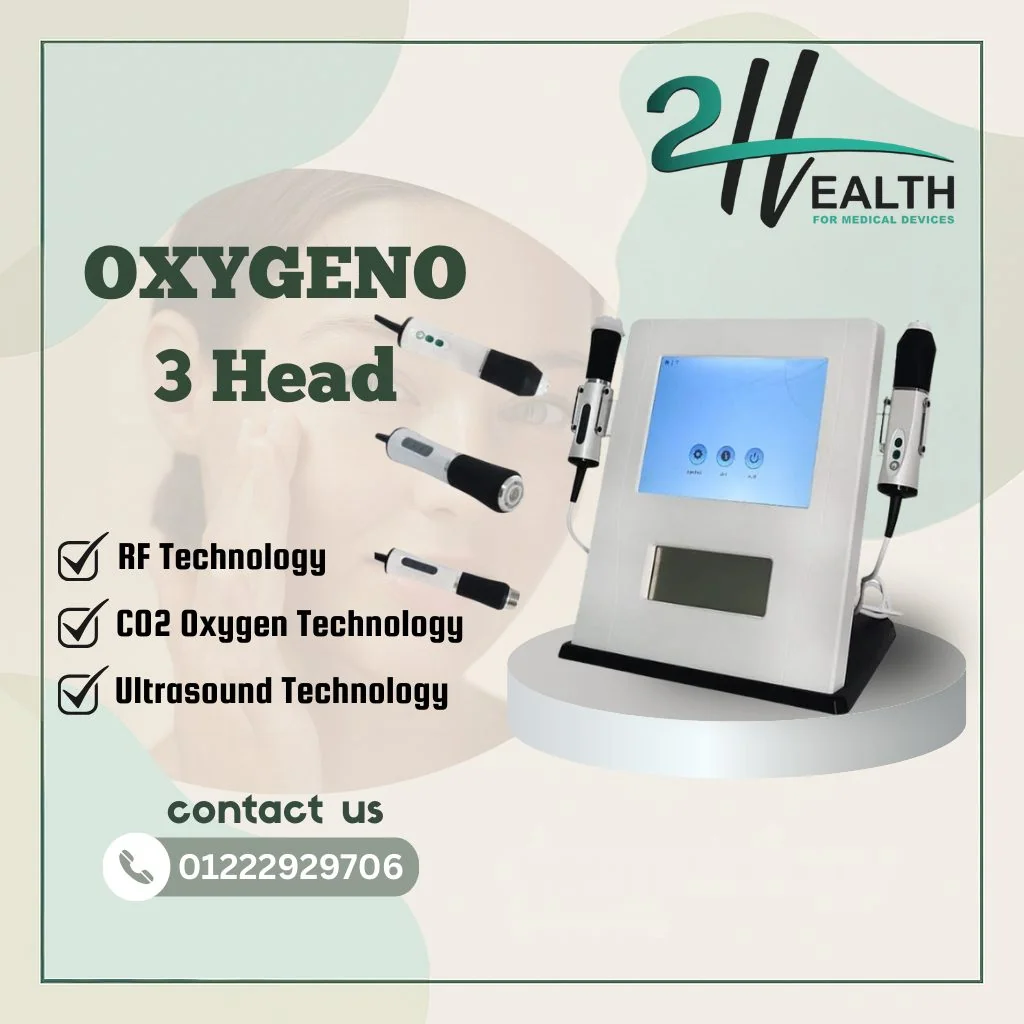 2HEALTH
FOR MEDICAL DEVICES
OXYGENO
3 Head
RF Technology
CO2 Oxygen Technology
Ultrasound Technology
contact us
01222929706